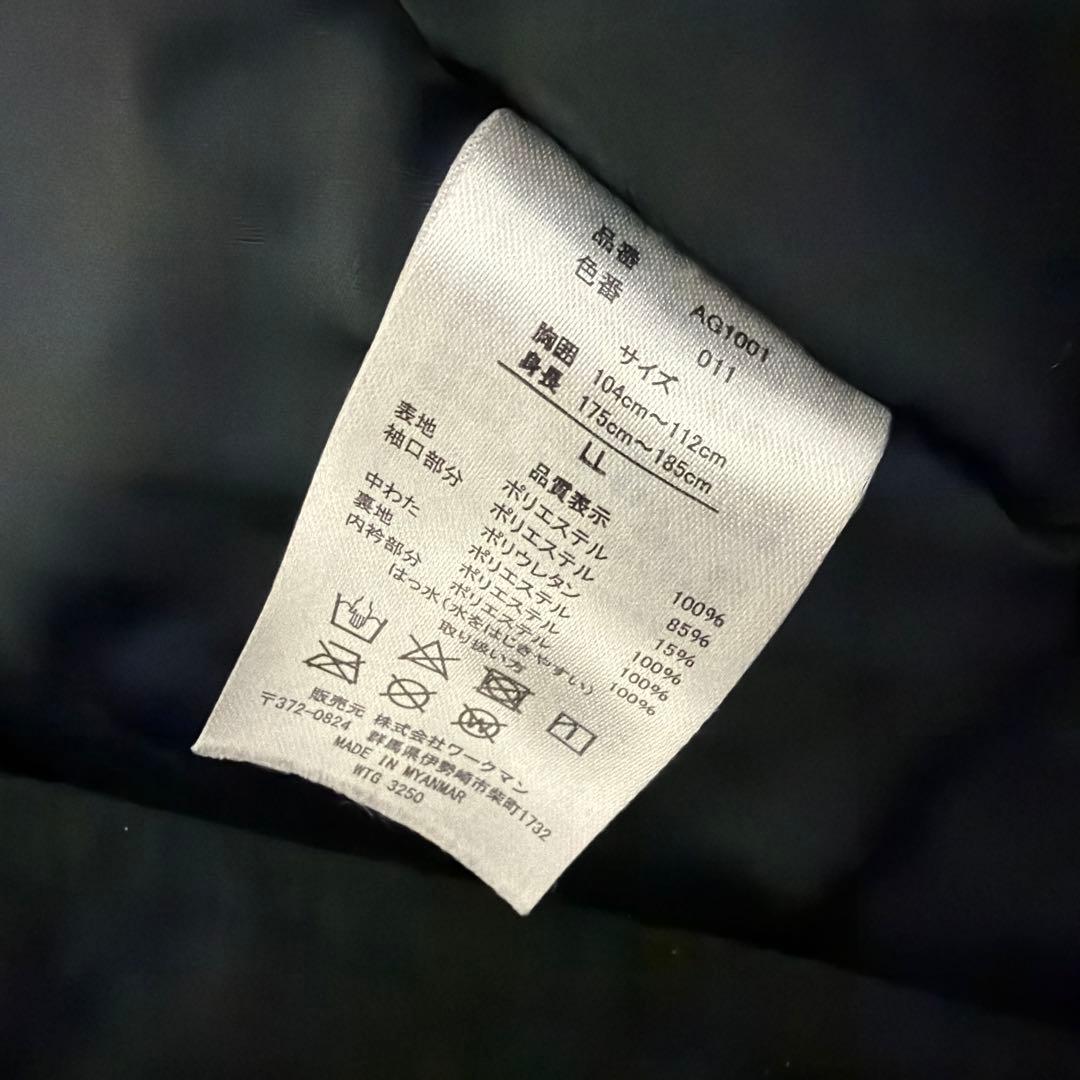 品番 AG1001
色番 011
サイズ
胸囲 104cm～112cm
身長 175cm～185cm
LL
品質表示
表地 ポリエステル 100%
袖口部分 ポリエステル 85%
ポリウレタン 15%
中わた ポリエステル 100%
裏地 ポリエステル 100%
内衿部分 ポリエステル 100%
はっ水(水をはじきやすい)
取り扱い方
販売元 株式会社ワークマン
〒372-0824 群馬県伊勢崎市柴町1732
MADE IN MYANMAR
WTG 3250